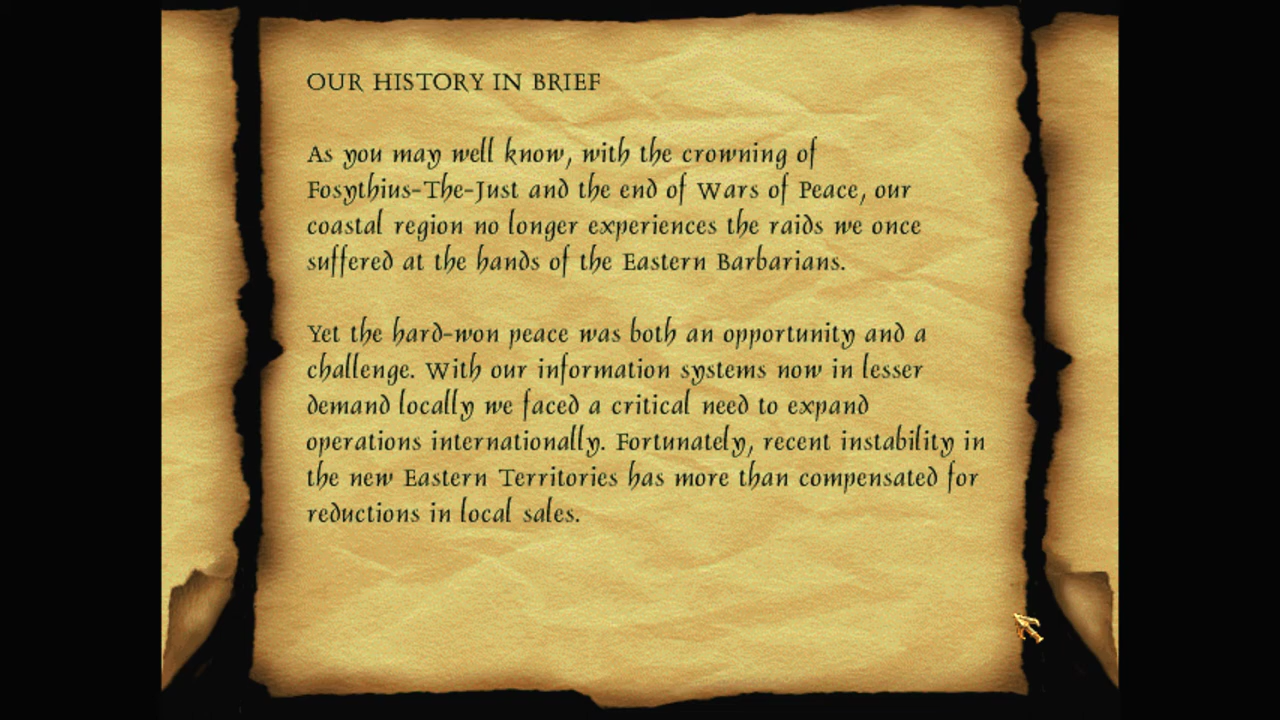 OUR HISTORY IN BRIEF
As you may well know, with the crowning of
Fosythius-The-Just and the end of Wars of Peace, our
coastal region no longer experiences the raids we once
suffered at the hands of the Eastern Barbarians.
Yet the hard-won peace was both an opportunity and a
challenge. With our information systems now in lesser
demand locally we faced a critical need to expand
operations internationally. Fortunately, recent instability in
the new Eastern Territories has more than compensated for
reductions in local sales.